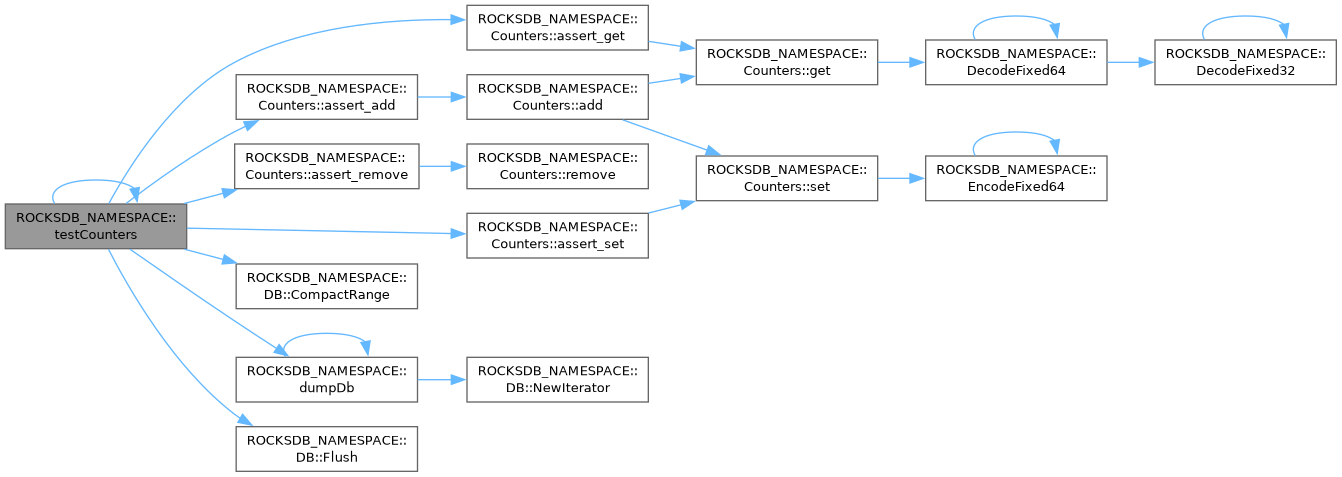 ROCKSDB_NAMESPACE::
testCounters
ROCKSDB_NAMESPACE::
Counters::assert_get
ROCKSDB_NAMESPACE::
Counters::assert_add
ROCKSDB_NAMESPACE::
Counters::assert_remove
ROCKSDB_NAMESPACE::
Counters::assert_set
ROCKSDB_NAMESPACE::
DB::CompactRange
ROCKSDB_NAMESPACE::
dumpDb
ROCKSDB_NAMESPACE::
DB::Flush
ROCKSDB_NAMESPACE::
Counters::add
ROCKSDB_NAMESPACE::
Counters::remove
ROCKSDB_NAMESPACE::
DB::NewIterator
ROCKSDB_NAMESPACE::
Counters::get
ROCKSDB_NAMESPACE::
Counters::set
ROCKSDB_NAMESPACE::
DecodeFixed64
ROCKSDB_NAMESPACE::
EncodeFixed64
ROCKSDB_NAMESPACE::
DecodeFixed32